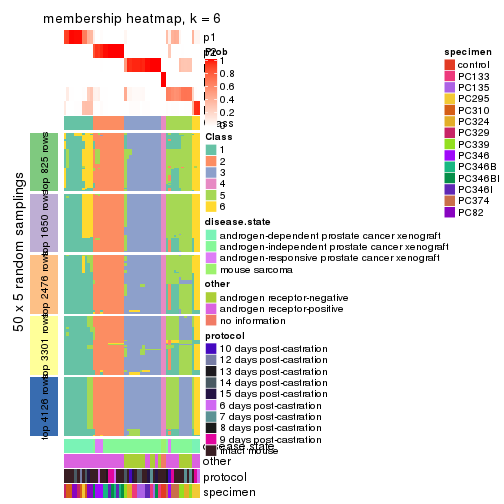 membership heatmap, k = 6
p1
p2
Prob
1
0.8
0.6
0.4
0.2
0
Class
Class
1
2
3
4
5
6
50 x 5 random samplings
top 825 rows
top 1650 rows
top 2476 rows
top 3301 rows
top 4126 rows
disease.state
androgen-dependent prostate cancer xenograft
androgen-independent prostate cancer xenograft
androgen-responsive prostate cancer xenograft
mouse sarcoma
other
androgen receptor-negative
androgen receptor-positive
no information
protocol
10 days post-castration
12 days post-castration
13 days post-castration
14 days post-castration
15 days post-castration
6 days post-castration
7 days post-castration
8 days post-castration
9 days post-castration
intact mouse
disease.state
other
protocol
specimen
specimen
control
PC133
PC135
PC295
PC310
PC324
PC329
PC339
PC346
PC346B
PC346BI
PC346I
PC374
PC82